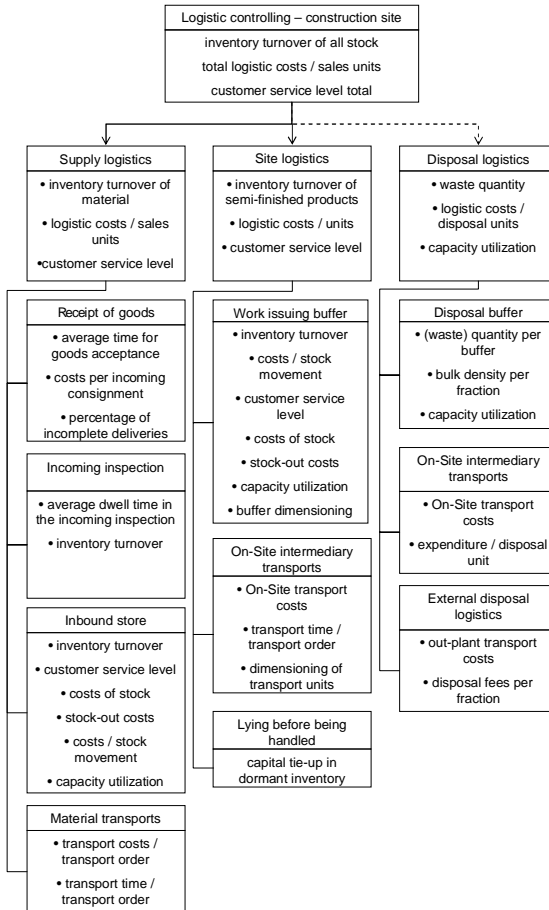 Logistic controlling – construction site
inventory turnover of all stock
total logistic costs / sales units
customer service level total
Supply logistics
• inventory turnover of
material
• logistic costs / sales
units
•customer service level
Site logistics
• inventory turnover of
semi-finished products
• logistic costs / units
• customer service level
Disposal logistics
• waste quantity
• logistic costs /
disposal units
• capacity utilization
Receipt of goods
• average time for
goods acceptance
• costs per incoming
consignment
• percentage of
incomplete deliveries
Incoming inspection
• average dwell time in
the incoming inspection
• inventory turnover
Inbound store
• inventory turnover
• customer service level
• costs of stock
• stock-out costs
• costs / stock
movement
• capacity utilization
Material transports
• transport costs /
transport order
• transport time /
transport order
Work issuing buffer
• inventory turnover
• costs / stock
movement
• customer service
level
• costs of stock
• stock-out costs
• capacity utilization
• buffer dimensioning
On-Site intermediary
transports
• On-Site transport
costs
• transport time /
transport order
• dimensioning of
transport units
Lying before being
handled
capital tie-up in
dormant inventory
Disposal buffer
• (waste) quantity per
buffer
• bulk density per
fraction
• capacity utilization
On-Site intermediary
transports
• On-Site transport
costs
• expenditure / disposal
unit
External disposal
logistics
• out-plant transport
costs
• disposal fees per
fraction